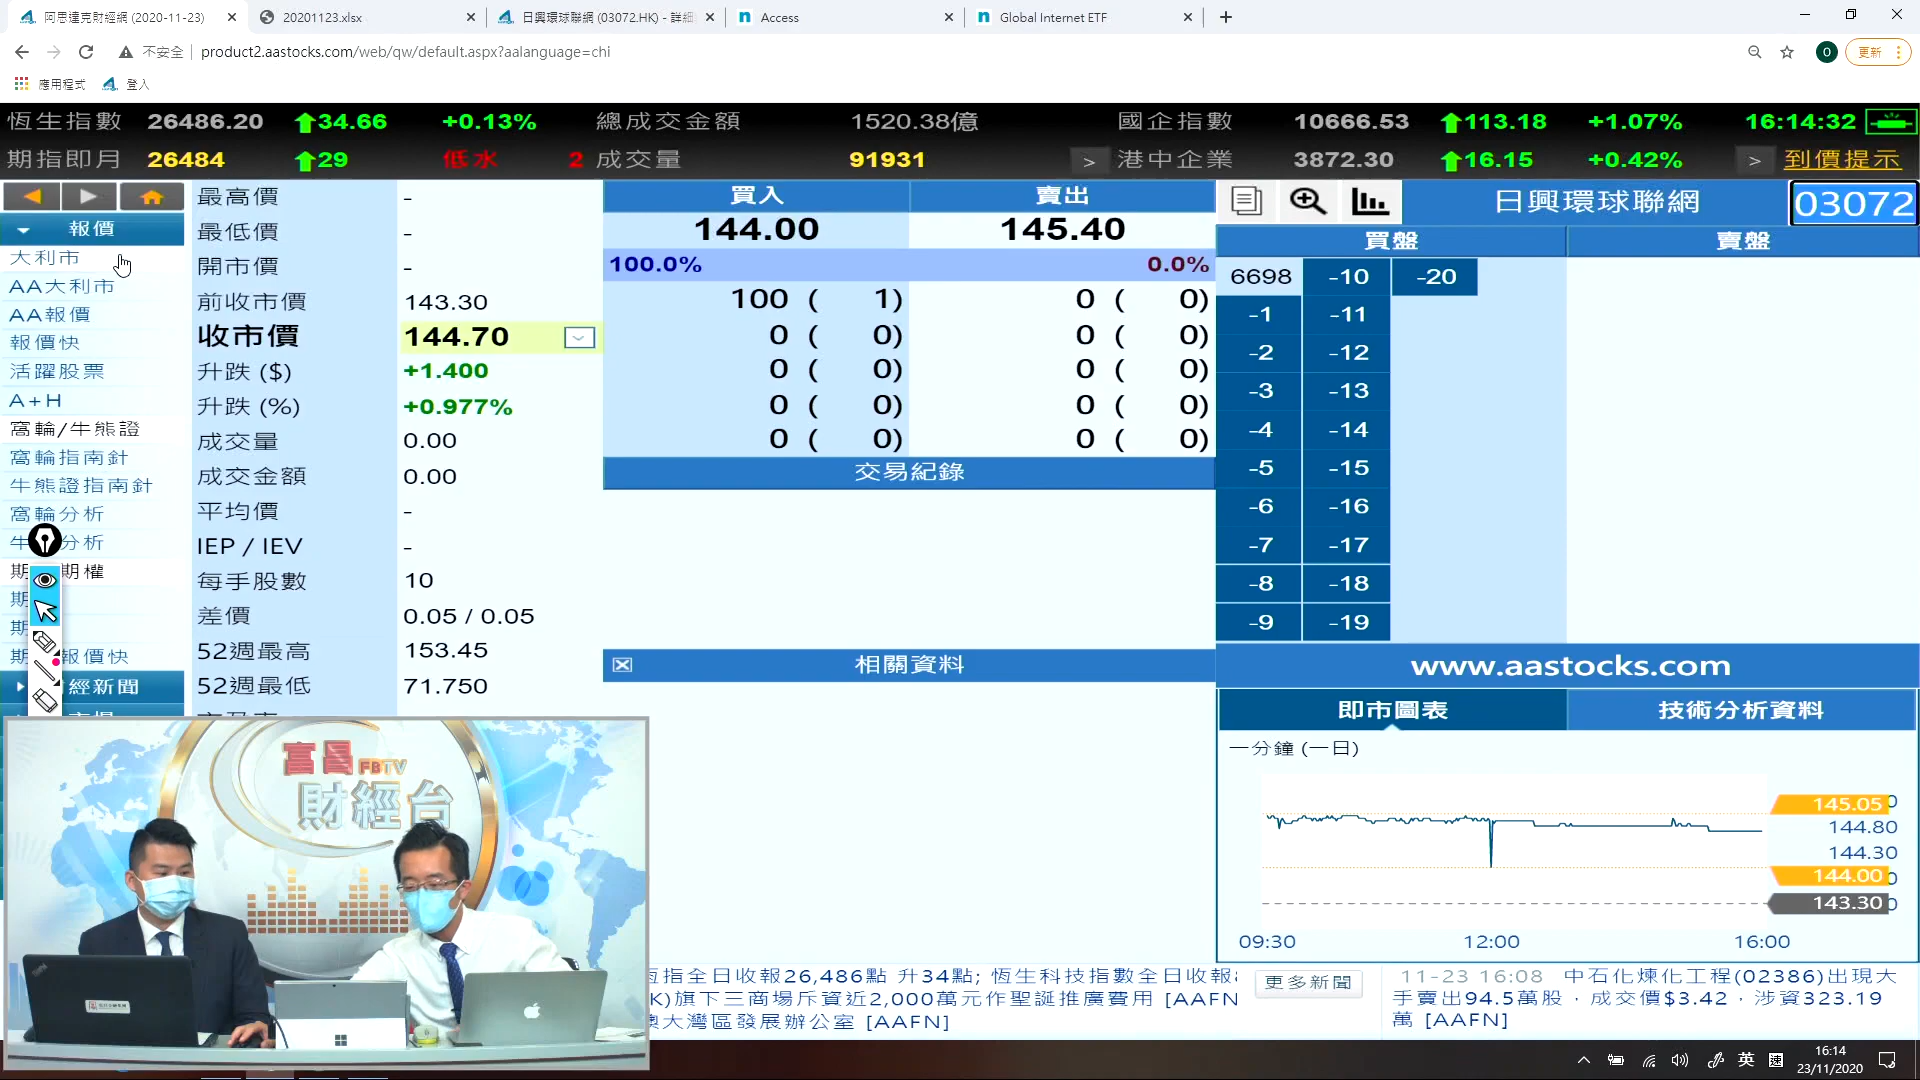 阿思達克財經網 (2020-11-23)
20201123.xlsx
日興環球聯網 (03072.HK) - 詳細
Access
Global Internet ETF
不安全
product2.aastocks.com/web/qw/default.aspx?aalanguage=chi
更新
應用程式
登入
恆生指數 26486.20 34.66 +0.13% 總成交金額 1520.38億 國企指數 10666.53 113.18 +1.07% 16:14:32
期指即月 26484 29 低水 2 成交量 91931 > 港中企業 3872.30 16.15 +0.42% > 到價提示
報價
大利市
AA大利市
AA報價
報價快
活躍股票
A+H
窩輪/牛熊證
窩輪指南針
牛熊證指南針
窩輪分析
牛 分析
期 期權
期
期
期 報價快
經新聞
最高價 -
最低價 -
開市價 -
前收市價 143.30
收市價 144.70
升跌 ($) +1.400
升跌 (%) +0.977%
成交量 0.00
成交金額 0.00
平均價 -
IEP / IEV -
每手股數 10
差價 0.05 / 0.05
52週最高 153.45
52週最低 71.750
買入 賣出
144.00 145.40
100.0% 0.0%
100 ( 1) 0 ( 0)
0 ( 0) 0 ( 0)
0 ( 0) 0 ( 0)
0 ( 0) 0 ( 0)
0 ( 0) 0 ( 0)
交易紀錄
相關資料
日興環球聯網 03072
買盤 賣盤
6698 -10 -20
-1 -11
-2 -12
-3 -13
-4 -14
-5 -15
-6 -16
-7 -17
-8 -18
-9 -19
www.aastocks.com
即市圖表 技術分析資料
一分鐘 (一日)
145.05
144.80
144.30
144.00
143.30
09:30 12:00 16:00
富昌
FBTV
財經台
恆指全日收報26,486點 升34點; 恆生科技指數全日收報
K)旗下三商場斥資近2,000萬元作聖誕推廣費用 [AAFN
澳大灣區發展辦公室 [AAFN]
更多新聞
11-23 16:08 中石化煉化工程(02386)出現大
手賣出94.5萬股，成交價$3.42，涉資323.19
萬 [AAFN]
英
速
16:14
23/11/2020